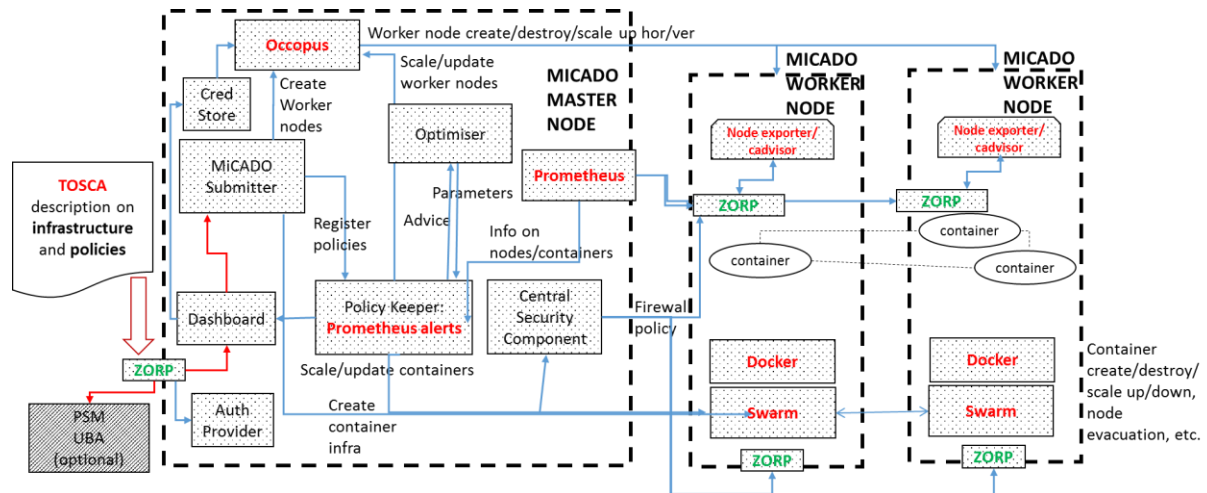 Occopus
Worker node create/destroy/scale up hor/ver
Scale/update
worker nodes
Create
Worker
nodes
Cred
Store
MICADO
MASTER
NODE
Optimiser
MiCADO
Submitter
Prometheus
TOSCA
description on
infrastructure
and policies
Register
policies
Advice
Parameters
Info on
nodes/containers
Dashboard
Policy Keeper:
Prometheus alerts
Central
Security
Component
Firewall
policy
Scale/update containers
ZORP
PSM
UBA
(optional)
Auth
Provider
Create
container
infra
MICADO
WORKER
NODE
Node exporter/
cadvisor
ZORP
container
Docker
Swarm
ZORP
MICADO
WORKER
NODE
Node exporter/
cadvisor
ZORP
container
container
Docker
Swarm
ZORP
Container
create/destroy/
scale up/down,
node
evacuation, etc.